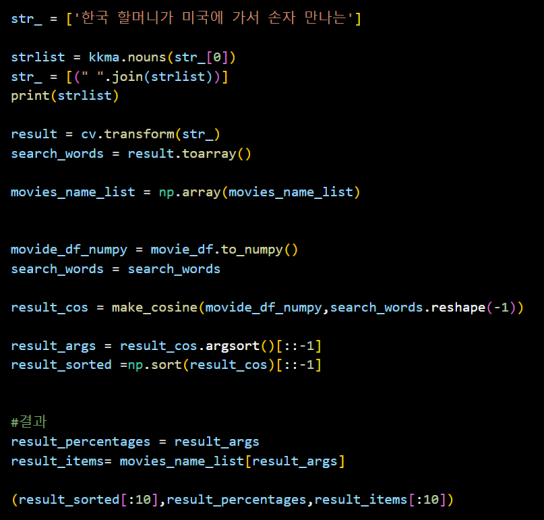 str_ = ['한국 할머니가 미국에 가서 손자 만나는']
strlist = kkma.nouns(str_[0])
str_ = [(" ".join(strlist))]
print(strlist)
result = cv.transform(str_)
search_words = result.toarray()
movies_name_list = np.array(movies_name_list)
movide_df_numpy = movie_df.to_numpy()
search_words = search_words
result_cos = make_cosine(movide_df_numpy,search_words.reshape(-1))
result_args = result_cos.argsort()[::-1]
result_sorted =np.sort(result_cos)[::-1]
#결과
result_percentages = result_args
result_items= movies_name_list[result_args]
(result_sorted[:10],result_percentages,result_items[:10])